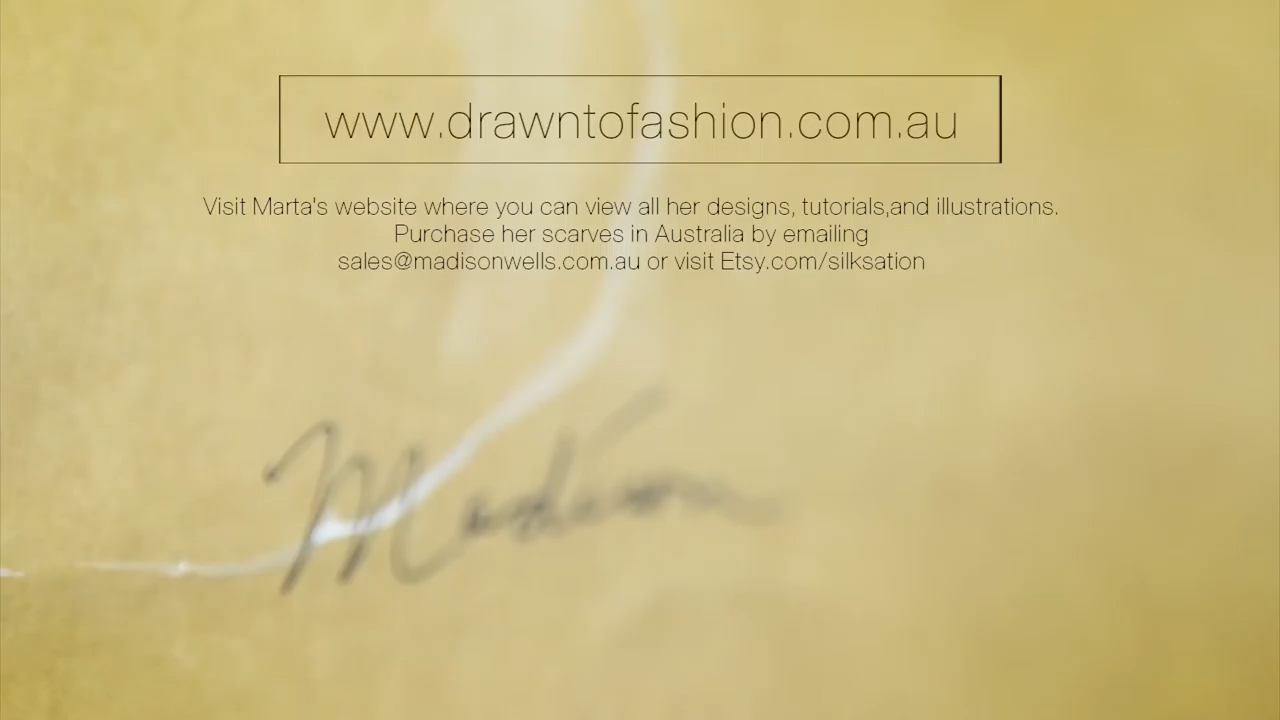 www.drawntofashion.com.au
Visit Marta's website where you can view all her designs, tutorials,and illustrations.
Purchase her scarves in Australia by emailing
sales@madisonwells.com.au or visit Etsy.com/silksation
Madison